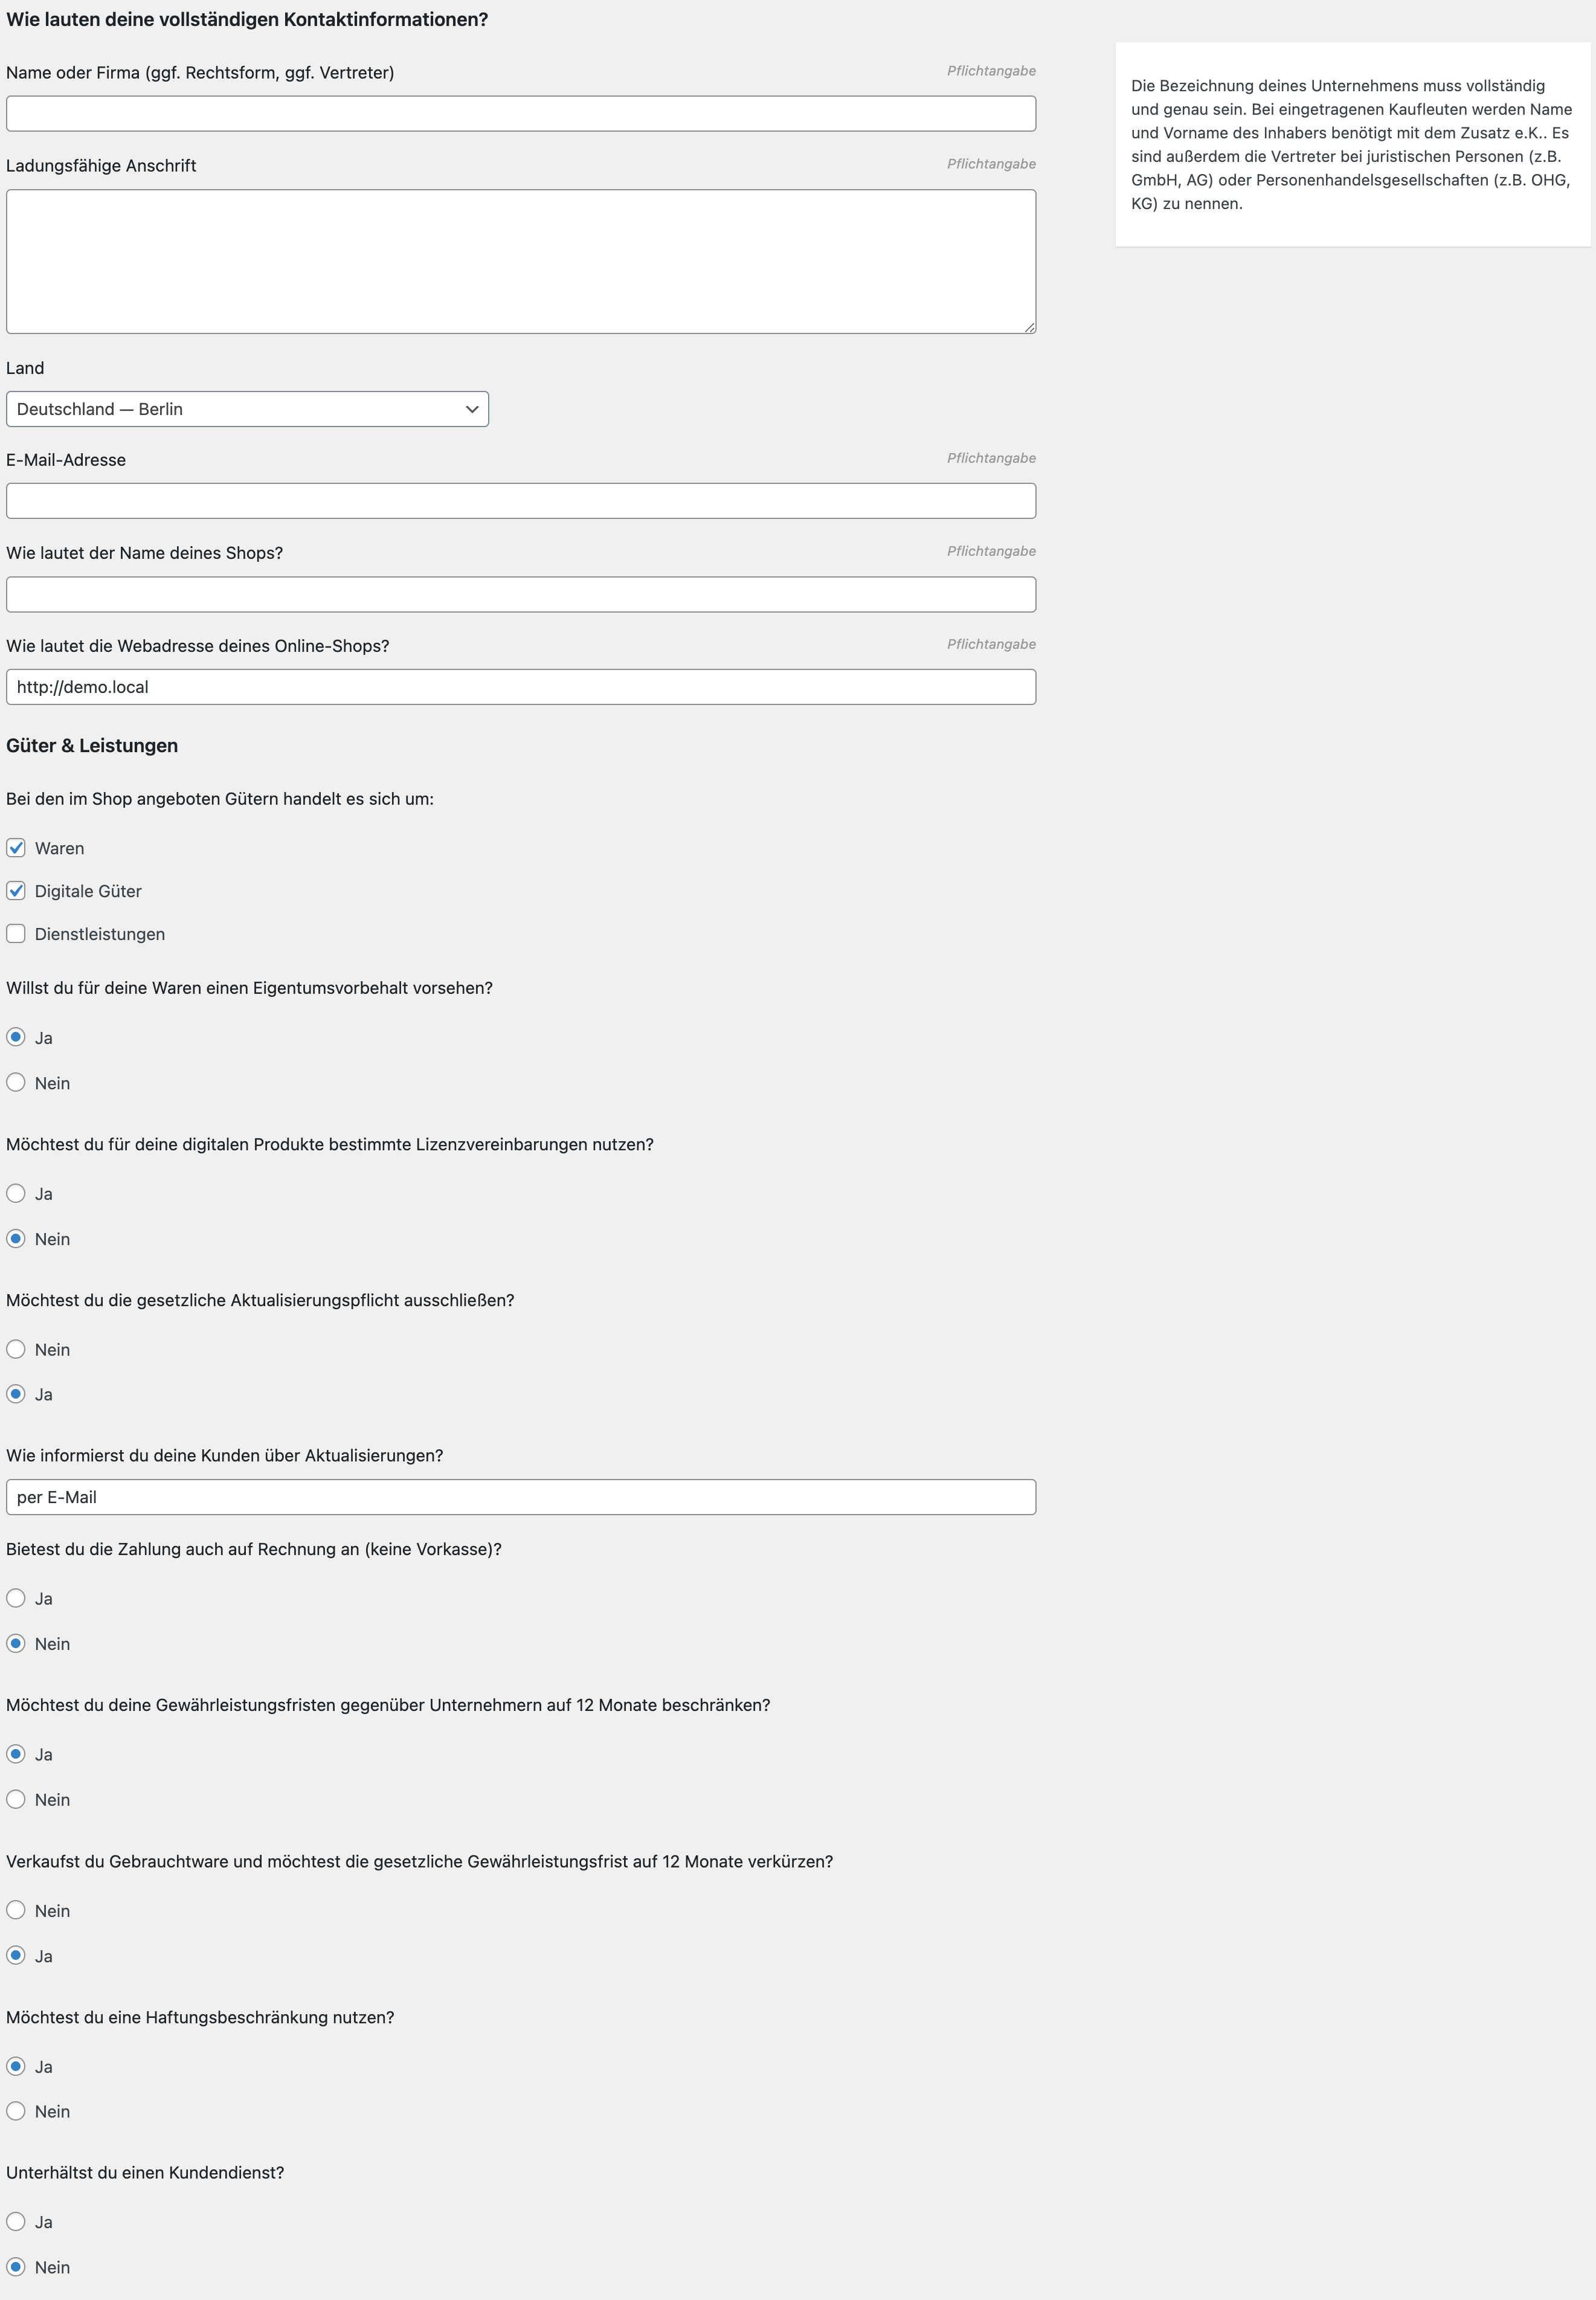 Wie lauten deine vollständigen Kontaktinformationen?
Name oder Firma (ggf. Rechtsform, ggf. Vertreter)
Pflichtangabe
Die Bezeichnung deines Unternehmens muss vollständig
und genau sein. Bei eingetragenen Kaufleuten werden Name
und Vorname des Inhabers benötigt mit dem Zusatz e.K.. Es
sind außerdem die Vertreter bei juristischen Personen (z.B.
GmbH, AG) oder Personenhandelsgesellschaften (z.B. OHG,
KG) zu nennen.
Ladungsfähige Anschrift
Pflichtangabe
Land
Deutschland — Berlin
E-Mail-Adresse
Pflichtangabe
Wie lautet der Name deines Shops?
Pflichtangabe
Wie lautet die Webadresse deines Online-Shops?
Pflichtangabe
http://demo.local
Güter & Leistungen
Bei den im Shop angeboten Gütern handelt es sich um:
Waren
Digitale Güter
Dienstleistungen
Willst du für deine Waren einen Eigentumsvorbehalt vorsehen?
Ja
Nein
Möchtest du für deine digitalen Produkte bestimmte Lizenzvereinbarungen nutzen?
Ja
Nein
Möchtest du die gesetzliche Aktualisierungspflicht ausschließen?
Nein
Ja
Wie informierst du deine Kunden über Aktualisierungen?
per E-Mail
Bietest du die Zahlung auch auf Rechnung an (keine Vorkasse)?
Ja
Nein
Möchtest du deine Gewährleistungsfristen gegenüber Unternehmern auf 12 Monate beschränken?
Ja
Nein
Verkaufst du Gebrauchtware und möchtest die gesetzliche Gewährleistungsfrist auf 12 Monate verkürzen?
Nein
Ja
Möchtest du eine Haftungsbeschränkung nutzen?
Ja
Nein
Unterhältst du einen Kundendienst?
Ja
Nein